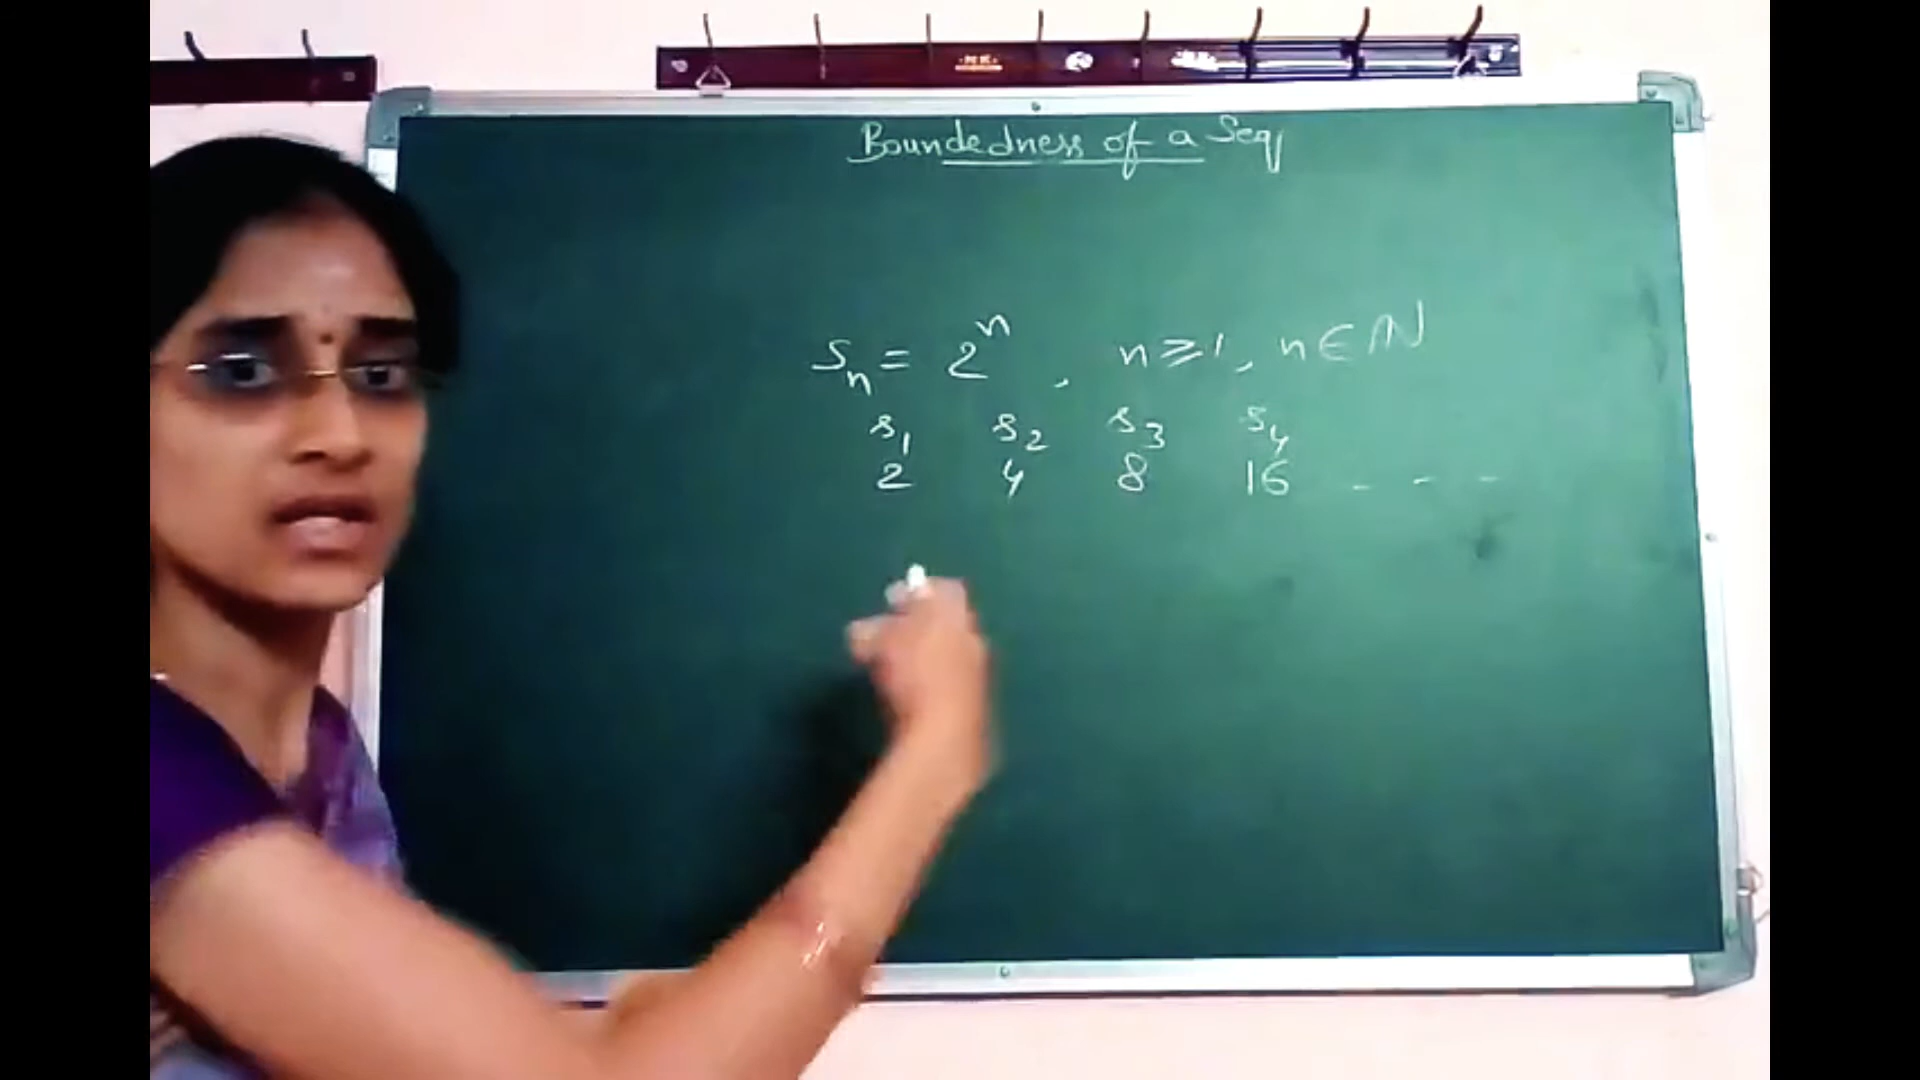 Boundedness of a Seq
Sₙ = 2ⁿ, n ≥ 1, n ∈ ℕ
s₁ s₂ s₃ s₄
2 4 8 16 - - -